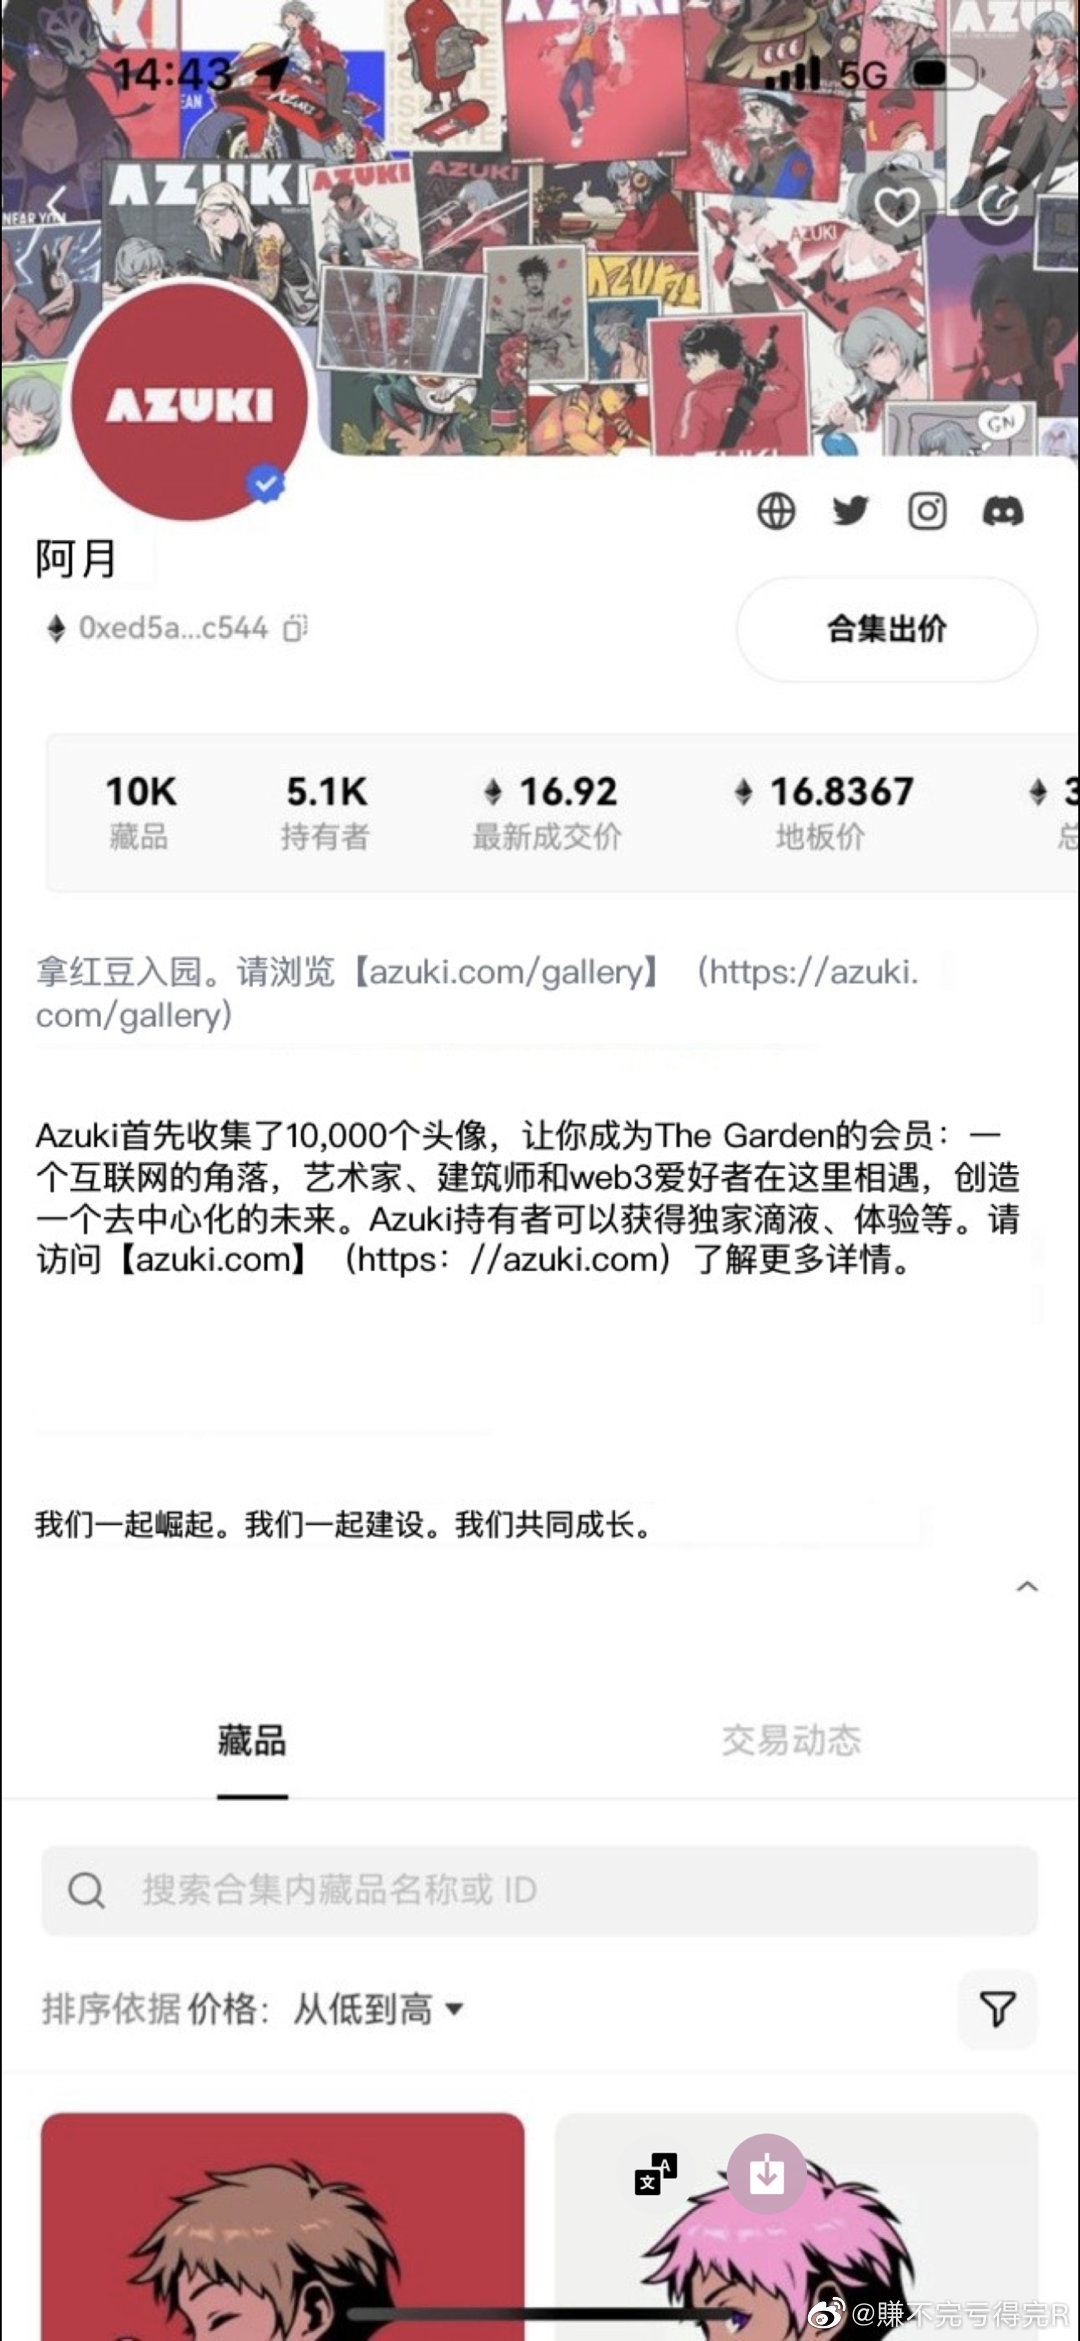 14:43
5G
AZUKI
AZUKI
AZUKI
AZUKI
AZUKI
AZUKI
GN
AZUKI
阿月
0xed5a...c544
合集出价
10K
5.1K
16.92
16.8367
3
藏品
持有者
最新成交价
地板价
总
拿红豆入园。请浏览【azuki.com/gallery】（https://azuki.
com/gallery)
Azuki首先收集了10,000个头像，让你成为The Garden的会员：一
个互联网的角落，艺术家、建筑师和web3爱好者在这里相遇，创造
一个去中心化的未来。Azuki持有者可以获得独家滴液、体验等。请
访问【azuki.com】（https：//azuki.com）了解更多详情。
我们一起崛起。我们一起建设。我们共同成长。
藏品
交易动态
搜索合集内藏品名称或 ID
排序依据 价格：从低到高
文 A
@賺不完亏得完R